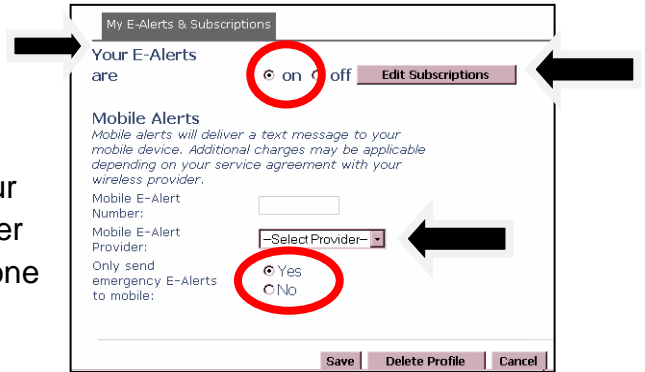 My E-Alerts & Subscriptions
Your E-Alerts
are on off Edit Subscriptions
Mobile Alerts
Mobile alerts will deliver a text message to your
mobile device. Additional charges may be applicable
depending on your service agreement with your
wireless provider.
Mobile E-Alert
Number:
Mobile E-Alert
Provider: --Select Provider--
Only send
emergency E-Alerts
to mobile:
Yes
No
Save Delete Profile Cancel